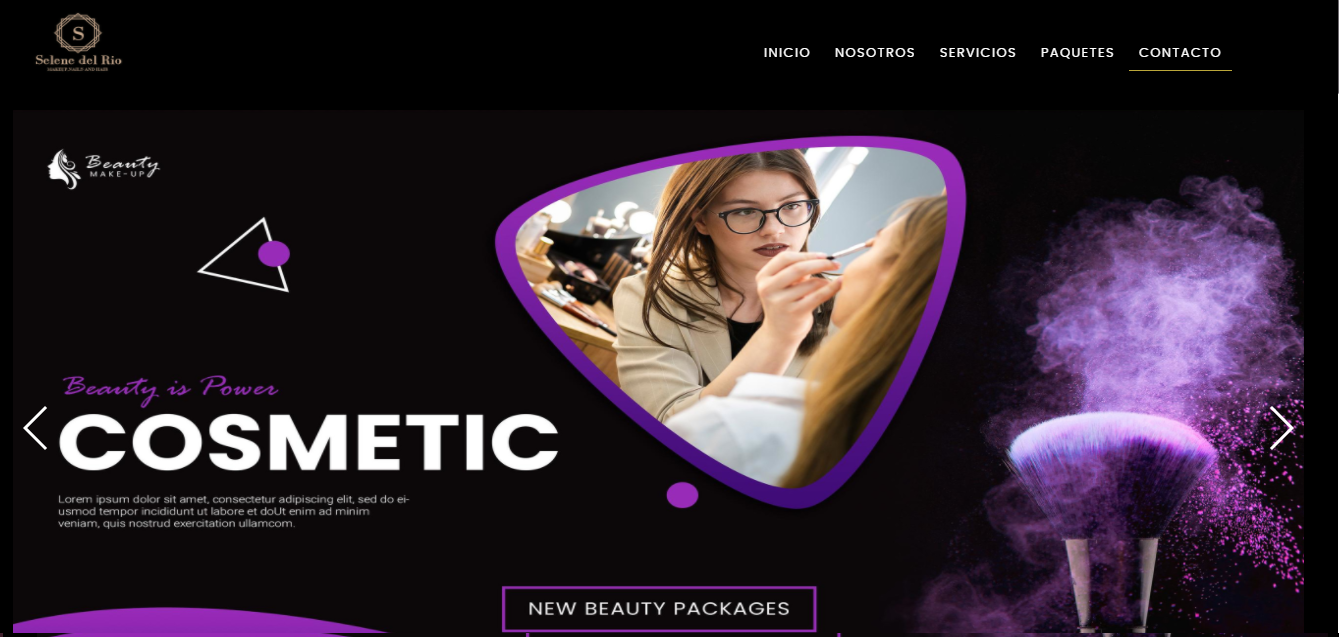 S
Selene del Rio
MAKEUP, NAILS AND HAIR
INICIO NOSOTROS SERVICIOS PAQUETES CONTACTO
Beauty
MAKE-UP
Beauty is Power
COSMETIC
Lorem ipsum dolor sit amet, consectetur adipiscing elit, sed do ei-
usmod tempor incididunt ut labore et doUt enim ad minim
veniam, quis nostrud exercitation ullamcom.
NEW BEAUTY PACKAGES